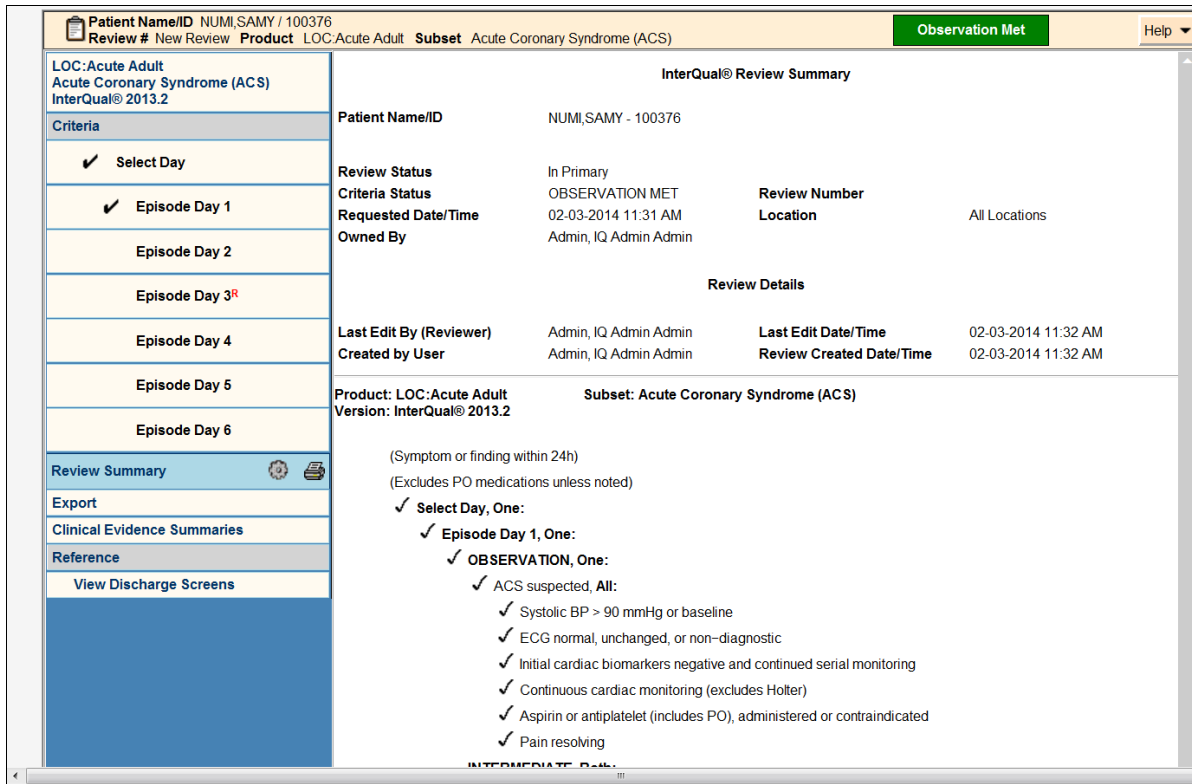 Patient Name/ID NUMI,SAMY / 100376
Review # New Review Product LOC:Acute Adult Subset Acute Coronary Syndrome (ACS)
Observation Met
Help
LOC:Acute Adult
Acute Coronary Syndrome (ACS)
InterQual® 2013.2
Criteria
Select Day
Episode Day 1
Episode Day 2
Episode Day 3R
Episode Day 4
Episode Day 5
Episode Day 6
Review Summary
Export
Clinical Evidence Summaries
Reference
View Discharge Screens
InterQual® Review Summary
Patient Name/ID NUMI,SAMY - 100376
Review Status In Primary
Criteria Status OBSERVATION MET Review Number
Requested Date/Time 02-03-2014 11:31 AM Location All Locations
Owned By Admin, IQ Admin Admin
Review Details
Last Edit By (Reviewer) Admin, IQ Admin Admin Last Edit Date/Time 02-03-2014 11:32 AM
Created by User Admin, IQ Admin Admin Review Created Date/Time 02-03-2014 11:32 AM
Product: LOC:Acute Adult Subset: Acute Coronary Syndrome (ACS)
Version: InterQual® 2013.2
(Symptom or finding within 24h)
(Excludes PO medications unless noted)
Select Day, One:
Episode Day 1, One:
OBSERVATION, One:
ACS suspected, All:
Systolic BP > 90 mmHg or baseline
ECG normal, unchanged, or non−diagnostic
Initial cardiac biomarkers negative and continued serial monitoring
Continuous cardiac monitoring (excludes Holter)
Aspirin or antiplatelet (includes PO), administered or contraindicated
Pain resolving
INTERMEDIATE, Both: